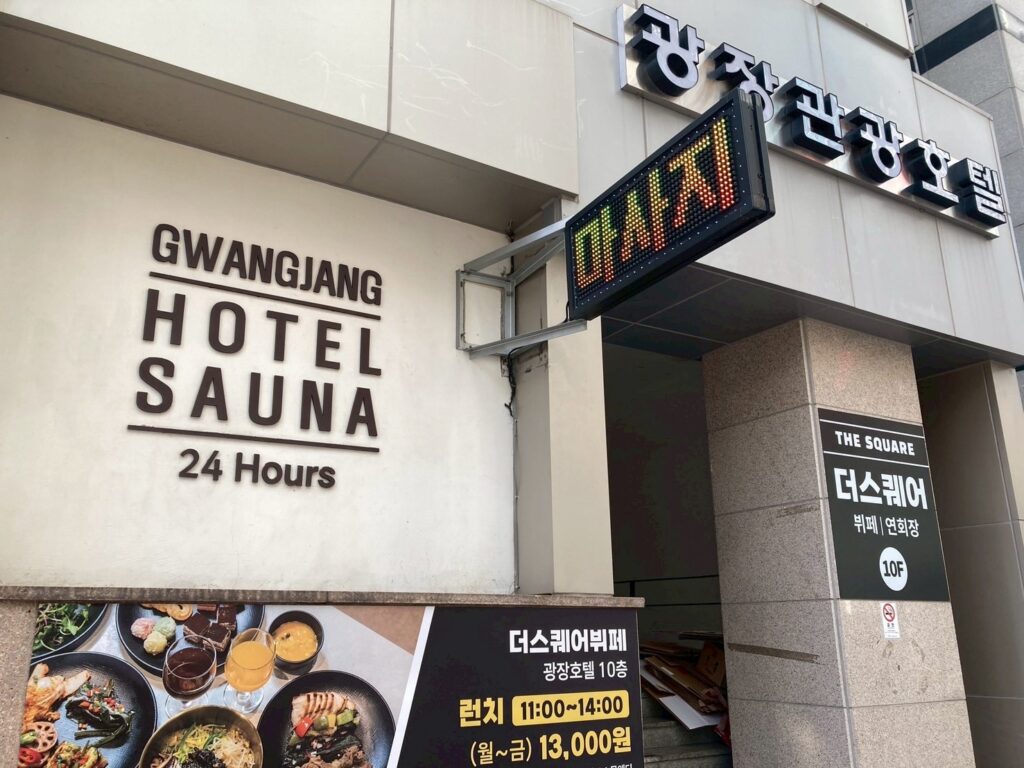 광장관광호텔
마사지
GWANGJANG
HOTEL
SAUNA
24 Hours
THE SQUARE
더스퀘어
뷔페 | 연회장
10F
더스퀘어뷔페
광장호텔 10층
런치 11:00~14:00
(월~금) 13,000원